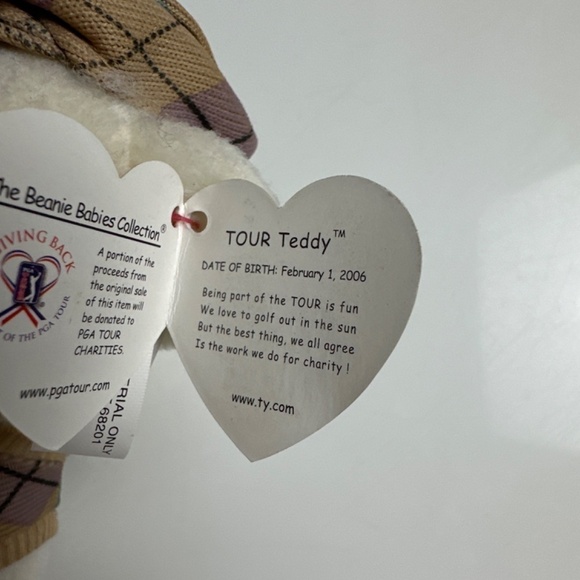 he Beanie Babies Collection®
GIVING BACK
OF THE PGA TOUR
A portion of the
proceeds from
the original sale
of this item will
be donated to
PGA TOUR
CHARITIES.
www.pgatour.com
RIAL ONLY
68201
TOUR Teddy™
DATE OF BIRTH: February 1, 2006
Being part of the TOUR is fun
We love to golf out in the sun
But the best thing, we all agree
Is the work we do for charity !
www.ty.com